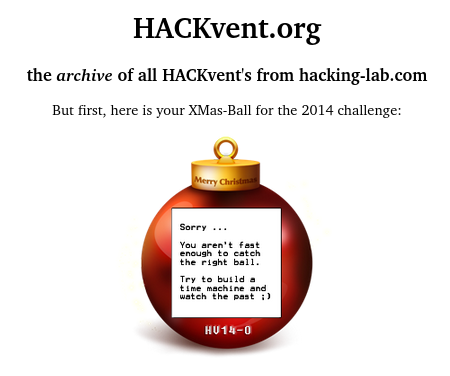 HACKvent.org
the archive of all HACKvent's from hacking-lab.com
But first, here is your XMas-Ball for the 2014 challenge:
Merry Christmas
Sorry ...
You aren't fast
enough to catch
the right ball.
Try to build a
time machine and
watch the past ;)
HV14-0